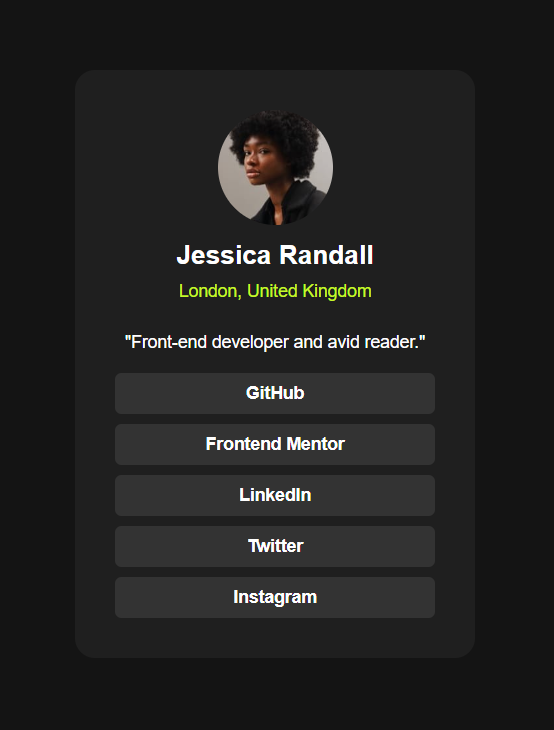 Jessica Randall
London, United Kingdom
"Front-end developer and avid reader."
GitHub
Frontend Mentor
LinkedIn
Twitter
Instagram